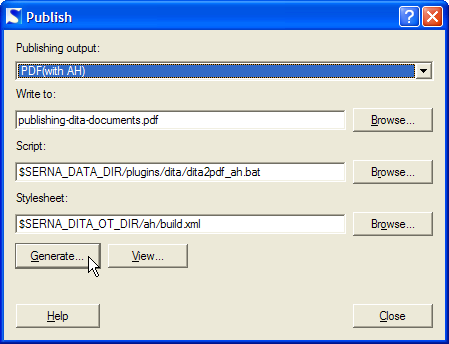 Publish
Publishing output:
PDF(with AH)
Write to:
publishing-dita-documents.pdf
Browse...
Script:
$SERNA_DATA_DIR/plugins/dita/dita2pdf_ah.bat
Browse...
Stylesheet:
$SERNA_DITA_OT_DIR/ah/build.xml
Browse...
Generate...
View...
Help
Close